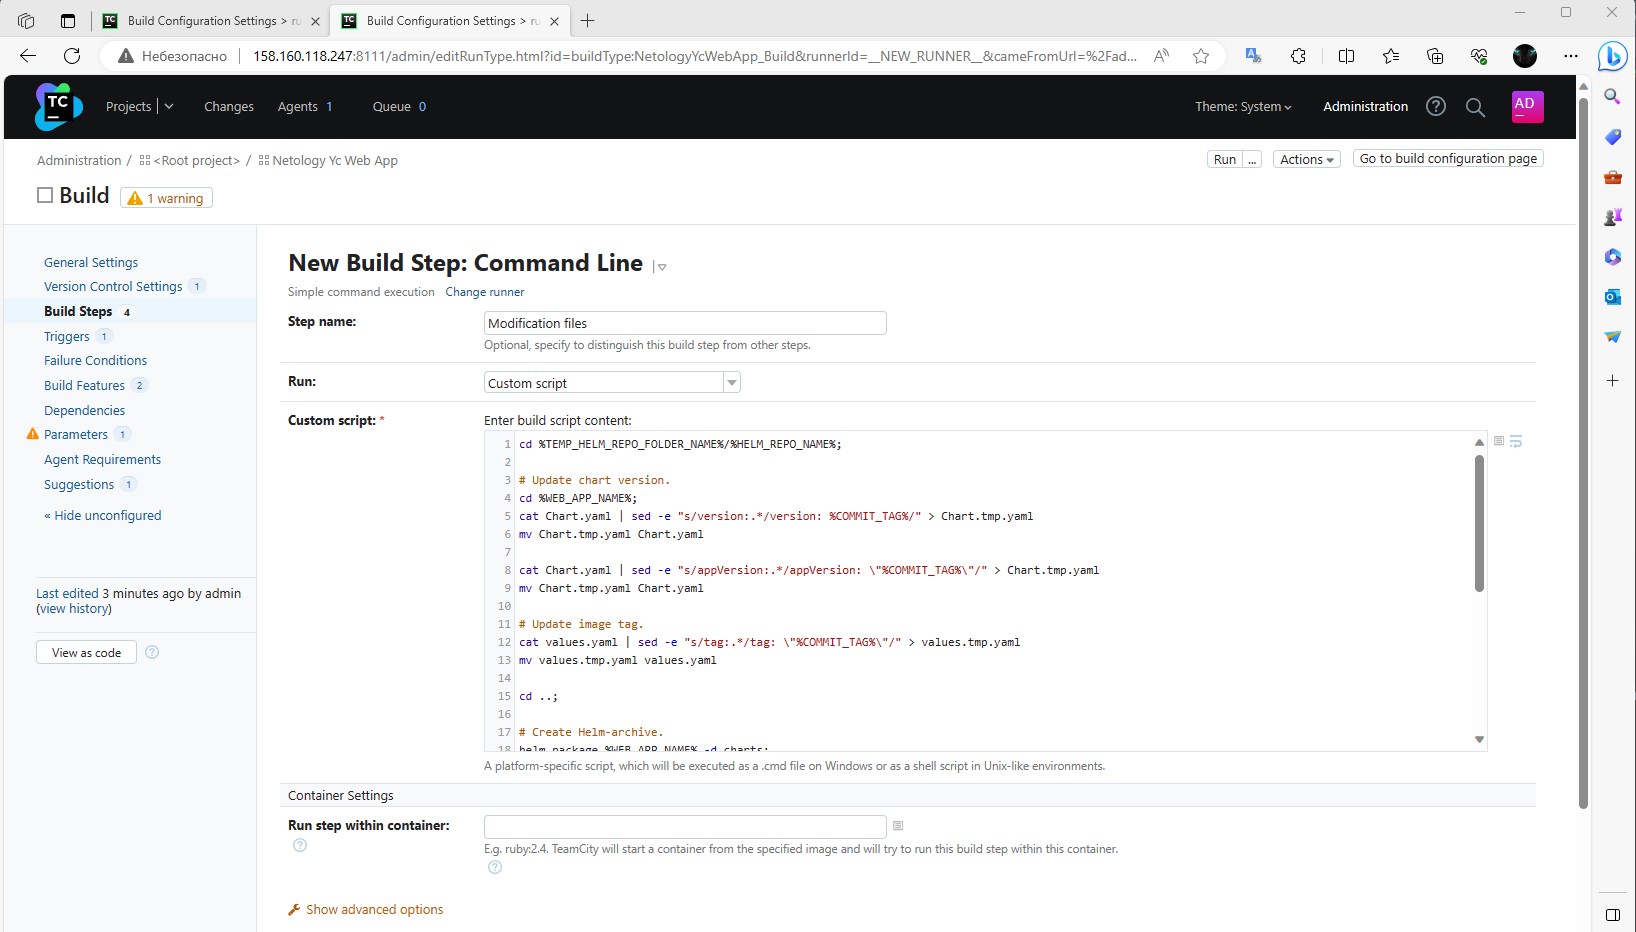 Build Configuration Settings > ru
Build Configuration Settings > ru
Небезопасно
158.160.118.247:8111/admin/editRunType.html?id=buildType:NetologyYcWebApp_Build&runnerId=__NEW_RUNNER__&cameFromUrl=%2Fad...
TC
Projects
Changes
Agents 1
Queue 0
Theme: System
Administration
AD
Administration / <Root project> / Netology Yc Web App
Run ...
Actions
Go to build configuration page
Build
1 warning
General Settings
Version Control Settings 1
Build Steps 4
Triggers 1
Failure Conditions
Build Features 2
Dependencies
Parameters 1
Agent Requirements
Suggestions 1
« Hide unconfigured
Last edited 3 minutes ago by admin
(view history)
View as code
New Build Step: Command Line
Simple command execution Change runner
Step name:
Modification files
Optional, specify to distinguish this build step from other steps.
Run:
Custom script
Custom script: *
Enter build script content:
1 cd %TEMP_HELM_REPO_FOLDER_NAME%/%HELM_REPO_NAME%;
2
3 # Update chart version.
4 cd %WEB_APP_NAME%;
5 cat Chart.yaml | sed -e "s/version:.*/version: %COMMIT_TAG%/" > Chart.tmp.yaml
6 mv Chart.tmp.yaml Chart.yaml
7
8 cat Chart.yaml | sed -e "s/appVersion:.*/appVersion: \"%COMMIT_TAG%\"/" > Chart.tmp.yaml
9 mv Chart.tmp.yaml Chart.yaml
10
11 # Update image tag.
12 cat values.yaml | sed -e "s/tag:.*/tag: \"%COMMIT_TAG%\"/" > values.tmp.yaml
13 mv values.tmp.yaml values.yaml
14
15 cd ..;
16
17 # Create Helm-archive.
18 helm package %WEB_APP_NAME% -d charts;
A platform-specific script, which will be executed as a .cmd file on Windows or as a shell script in Unix-like environments.
Container Settings
Run step within container:
E.g. ruby:2.4. TeamCity will start a container from the specified image and will try to run this build step within this container.
Show advanced options